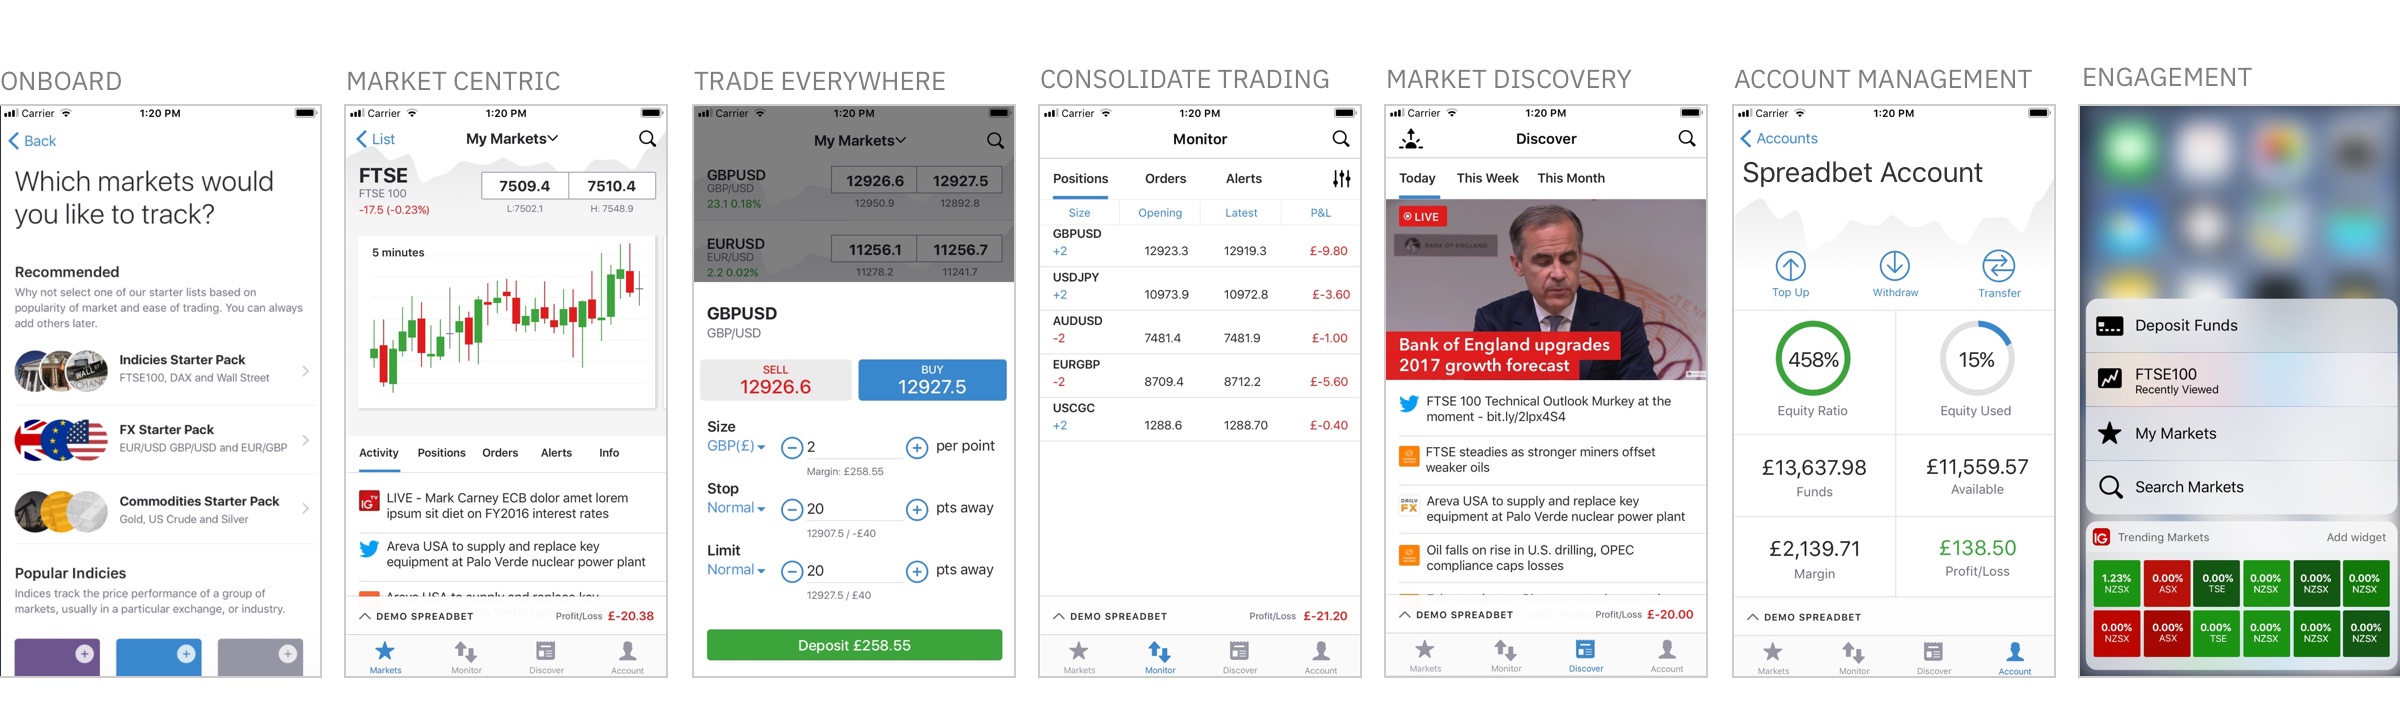 ONBOARD
Carrier 1:20 PM
Back
Which markets would
you like to track?
Recommended
Why not select one of our starter lists based on
popularity of market and ease of trading. You can always
add others later.
Indicies Starter Pack
FTSE100, DAX and Wall Street
FX Starter Pack
EUR/USD GBP/USD and EUR/GBP
Commodities Starter Pack
Gold, US Crude and Silver
Popular Indicies
Indices track the price performance of a group of
markets, usually in a particular exchange, or industry.
MARKET CENTRIC
Carrier 1:20 PM
List My Markets
FTSE
FTSE 100
-17.5 (-0.23%)
7509.4 7510.4
L:7502.1 H: 7548.9
5 minutes
Activity Positions Orders Alerts Info
LIVE - Mark Carney ECB dolor amet lorem
ipsum sit diet on FY2016 interest rates
Areva USA to supply and replace key
equipment at Palo Verde nuclear power plant
DEMO SPREADBET Profit/Loss £-20.38
Markets Monitor Discover Account
TRADE EVERYWHERE
Carrier 1:20 PM
My Markets
GBPUSD 12926.6 12927.5
GBP/USD
23.1 0.18% 12950.9 12892.8
EURUSD 11256.1 11256.7
EUR/USD
2.2 0.02% 11278.2 11241.7
GBPUSD
GBP/USD
SELL BUY
12926.6 12927.5
Size
GBP(£) 2 per point
Margin: £258.55
Stop
Normal 20 pts away
12907.5 / -£40
Limit
Normal 20 pts away
12927.5 / £40
Deposit £258.55
CONSOLIDATE TRADING
Carrier 1:20 PM
Monitor
Positions Orders Alerts
Size Opening Latest P&L
GBPUSD
+2 12923.3 12919.3 £-9.80
USDJPY
+2 10973.9 10972.8 £-3.60
AUDUSD
-2 7481.4 7481.9 £-1.00
EURGBP
-2 8709.4 8712.2 £-5.60
USCGC
+2 1288.6 1288.70 £-0.40
DEMO SPREADBET Profit/Loss £-21.20
Markets Monitor Discover Account
MARKET DISCOVERY
Carrier 1:20 PM
Discover
Today This Week This Month
LIVE
BANK OF ENGLAND
Bank of England upgrades
2017 growth forecast
FTSE 100 Technical Outlook Murkey at the
moment - bit.ly/2lpx4S4
FTSE steadies as stronger miners offset
weaker oils
Areva USA to supply and replace key
equipment at Palo Verde nuclear power plant
Oil falls on rise in U.S. drilling, OPEC
compliance caps losses
DEMO SPREADBET Profit/Loss £-20.00
Markets Monitor Discover Account
ACCOUNT MANAGEMENT
Carrier 1:20 PM
Accounts
Spreadbet Account
Top Up Withdraw Transfer
458% 15%
Equity Ratio Equity Used
£13,637.98 £11,559.57
Funds Available
£2,139.71 £138.50
Margin Profit/Loss
DEMO SPREADBET
Markets Monitor Discover Account
ENGAGEMENT
Deposit Funds
FTSE100
Recently Viewed
My Markets
Search Markets
IG Trending Markets Add widget
1.23% 0.00% 0.00% 0.00% 0.00% 0.00%
NZSX ASX TSE NZSX NZSX NZSX
0.00% 0.00% 0.00% 0.00% 0.00% 0.00%
NZSX ASX TSE NZSX NZSX NZSX